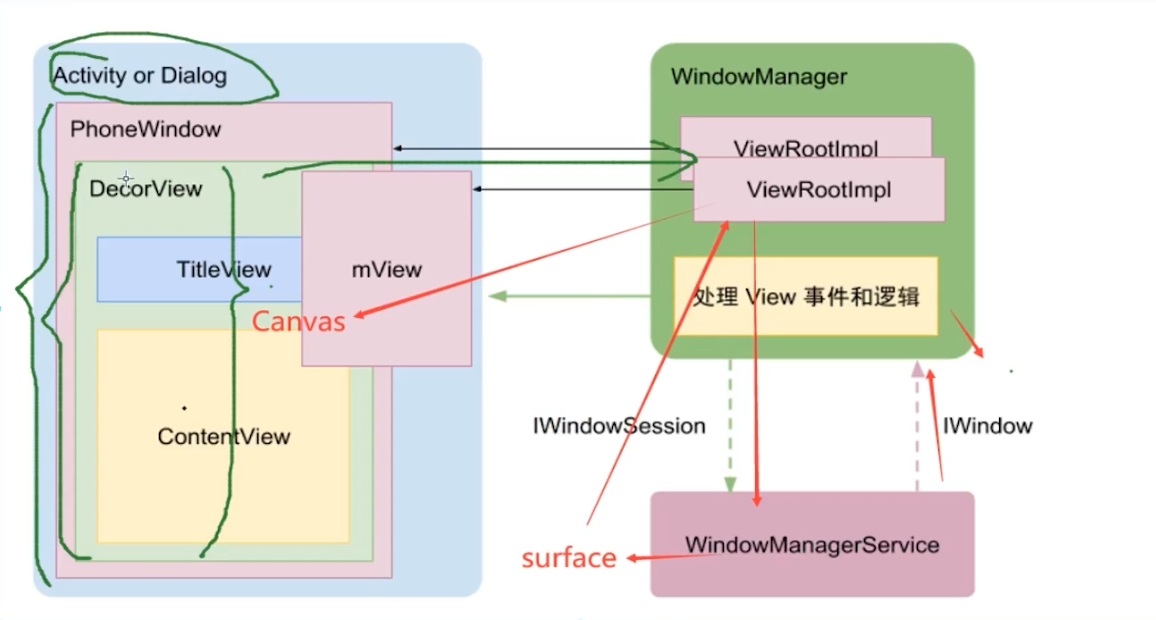 Activity or Dialog
PhoneWindow
DecorView
TitleView
mView
Canvas
ContentView
WindowManager
ViewRootImpl
ViewRootImpl
处理 View 事件和逻辑
IWindowSession
IWindow
surface
WindowManagerService